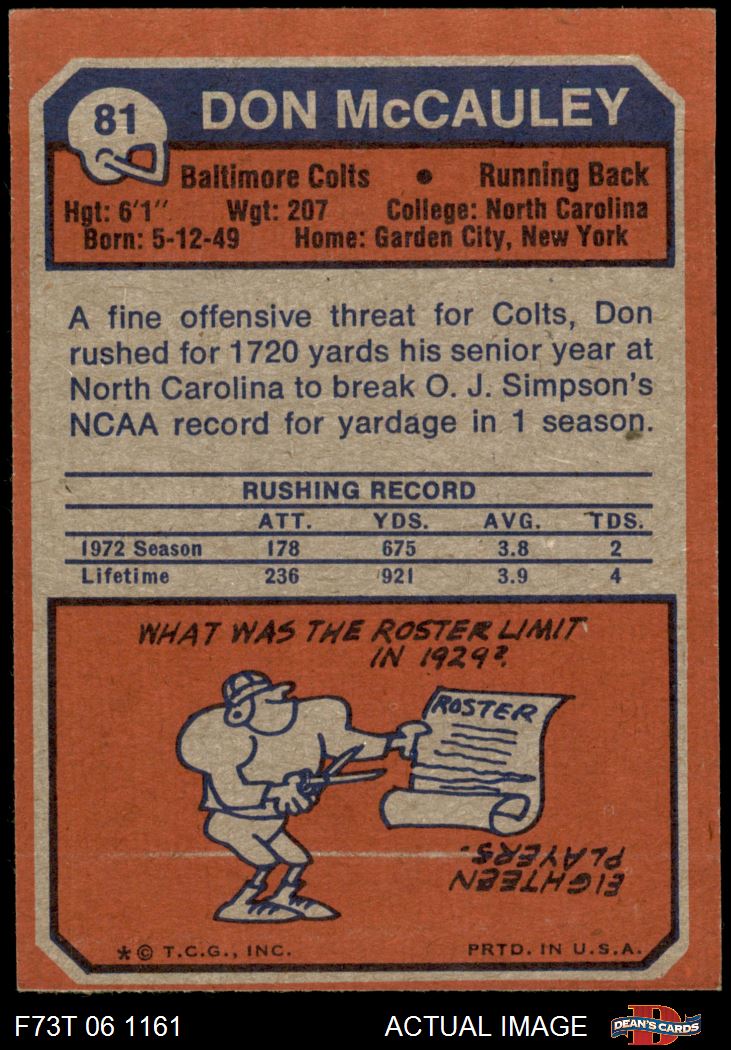 81
DON McCAULEY
Baltimore Colts • Running Back
Hgt: 6'1" Wgt: 207 College: North Carolina
Born: 5-12-49 Home: Garden City, New York
A fine offensive threat for Colts, Don
rushed for 1720 yards his senior year at
North Carolina to break O. J. Simpson's
NCAA record for yardage in 1 season.
RUSHING RECORD
ATT. YDS. AVG. TDS.
1972 Season 178 675 3.8 2
Lifetime 236 921 3.9 4
WHAT WAS THE ROSTER LIMIT
IN 1929?
ROSTER
EIGHTEEN
PLAYERS.
* © T.C.G., INC. PRTD. IN U.S.A.
F73T 06 1161 ACTUAL IMAGE
D
DEAN'S CARDS